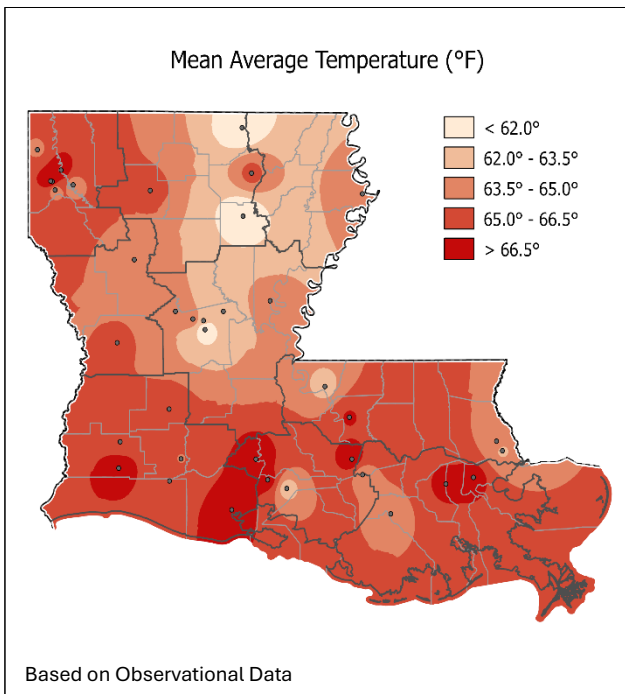 Mean Average Temperature (°F)
< 62.0°
62.0° - 63.5°
63.5° - 65.0°
65.0° - 66.5°
> 66.5°
Based on Observational Data